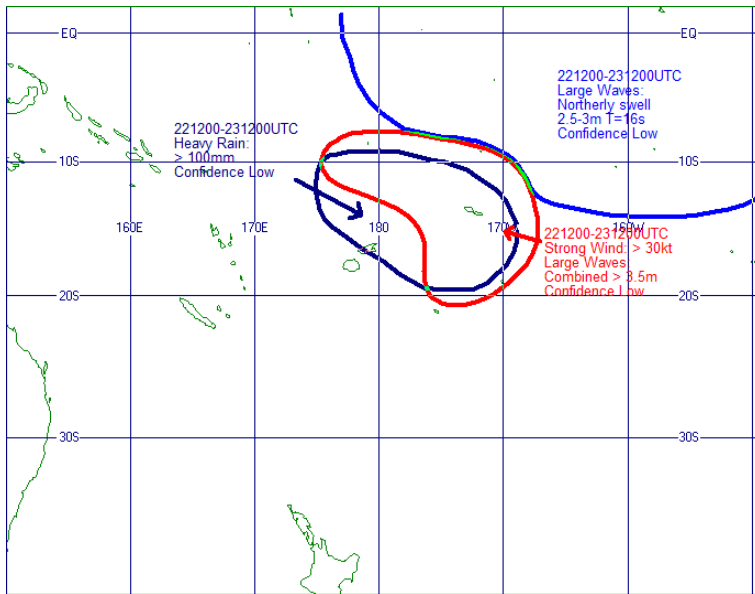 EQ
EQ
221200-231200UTC
Large Waves:
Northerly swell
2.5-3m T=16s
Confidence Low
221200-231200UTC
Heavy Rain:
> 100mm
Confidence Low
10S
10S
160E
170E
180
170W
160W
221200-231200UTC
Strong Wind: > 30kt
Large Waves
Combined > 3.5m
Confidence Low
20S
20S
30S
30S